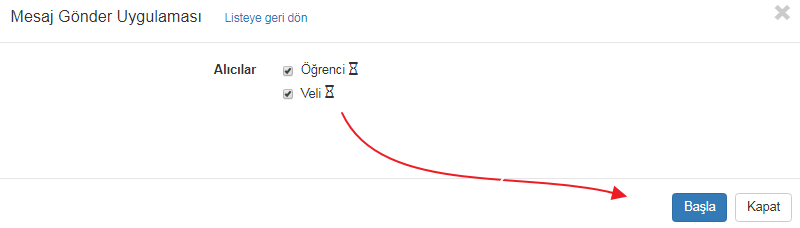 Mesaj Gönder Uygulaması Listeye geri dön
Alıcılar Öğrenci
Veli
Başla Kapat